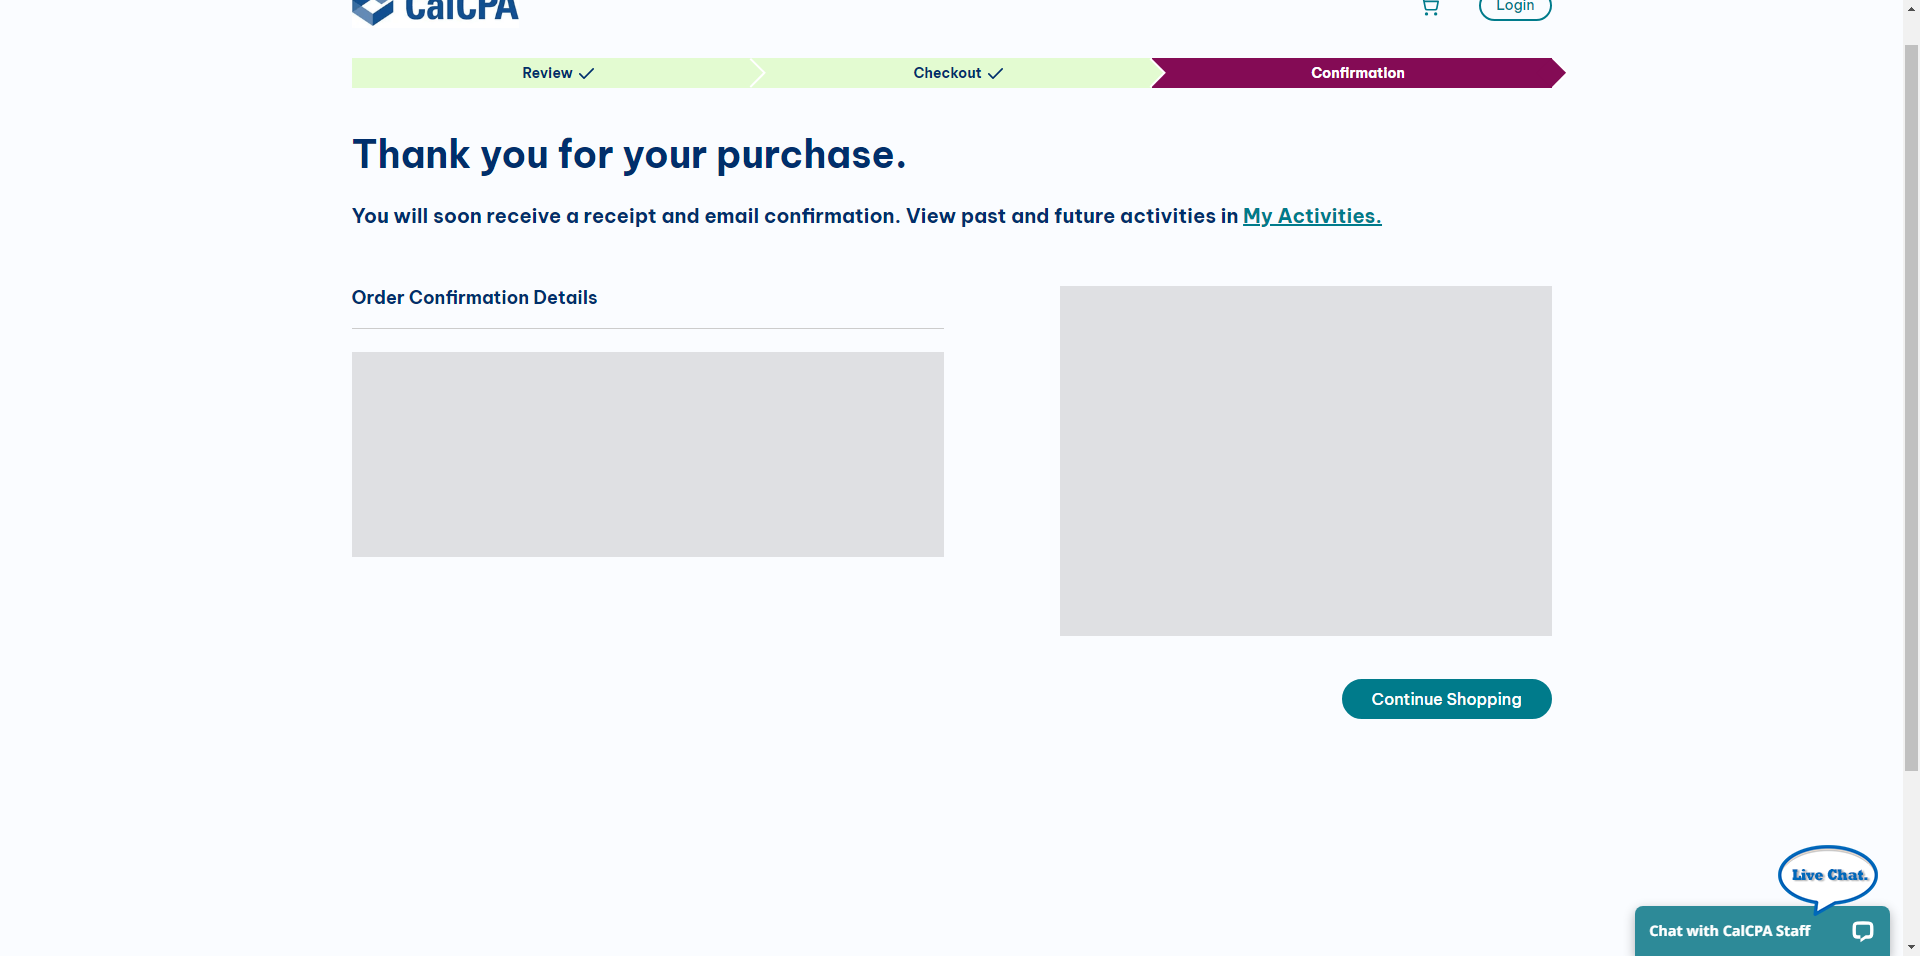 CalCPA
Login
Review
Checkout
Confirmation
Thank you for your purchase.
You will soon receive a receipt and email confirmation. View past and future activities in My Activities.
Order Confirmation Details
Continue Shopping
Live Chat.
Chat with CalCPA Staff